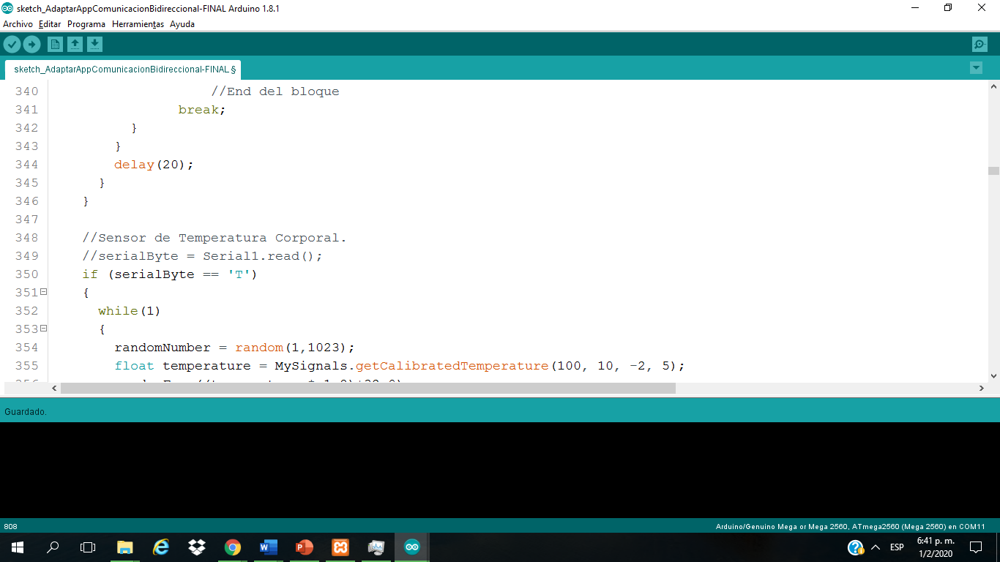 sketch_AdaptarAppComunicacionBidireccional-FINAL Arduino 1.8.1
Archivo Editar Programa Herramientas Ayuda
sketch_AdaptarAppComunicacionBidireccional-FINAL §
340 //End del bloque
341 break;
342 }
343 }
344 delay(20);
345 }
346 }
347
348 //Sensor de Temperatura Corporal.
349 //serialByte = Serial1.read();
350 if (serialByte == 'T')
351 {
352 while(1)
353 {
354 randomNumber = random(1,1023);
355 float temperature = MySignals.getCalibratedTemperature(100, 10, -2, 5);
Guardado.
808
Arduino/Genuino Mega or Mega 2560, ATmega2560 (Mega 2560) en COM11
ESP
6:41 p. m.
1/2/2020